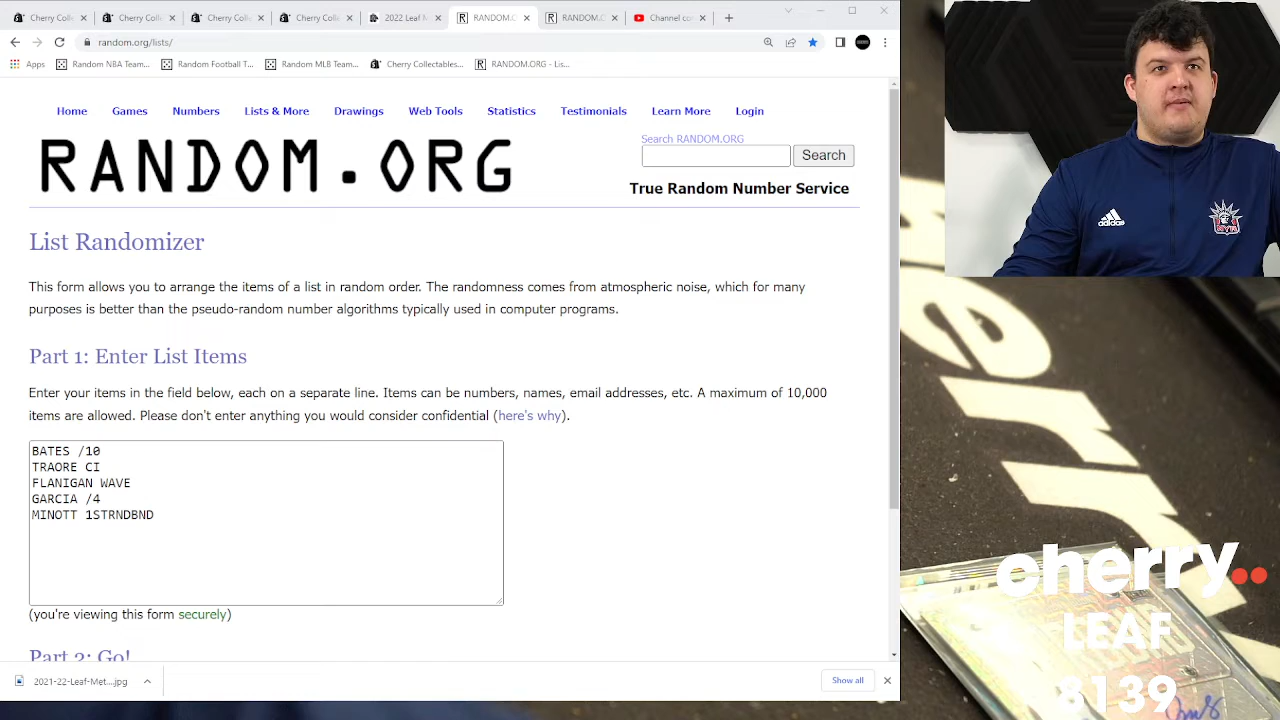 Cherry Colle
Cherry Colle
Cherry Coll
2022 Leaf M
RANDOM.C
RANDOM.C
Channel co
random.org/lists/
Apps
Random NBA Team...
Random Football T...
Random MLB Team...
Cherry Collectables...
RANDOM.ORG - Lis...
Home
Games
Numbers
Lists & More
Drawings
Web Tools
Statistics
Testimonials
Learn More
Login
RANDOM.ORG
Search RANDOM.ORG
Search
True Random Number Service
List Randomizer
This form allows you to arrange the items of a list in random order. The randomness comes from atmospheric noise, which for many
purposes is better than the pseudo-random number algorithms typically used in computer programs.
Part 1: Enter List Items
Enter your items in the field below, each on a separate line. Items can be numbers, names, email addresses, etc. A maximum of 10,000
items are allowed. Please don't enter anything you would consider confidential (here's why).
BATES /10
TRAORE CI
FLANIGAN WAVE
GARCIA /4
MINOTT 1STRNDBND
(you're viewing this form securely)
Part 2: Go!
2021-22-Leaf-Met....jpg
Show all
adidas
cherry..
LEAF
8139